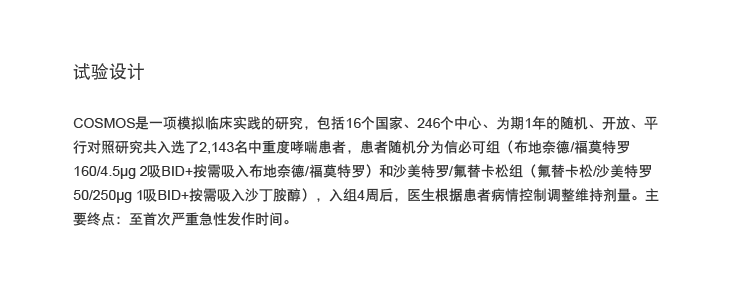 试验设计
COSMOS是一项模拟临床实践的研究，包括16个国家、246个中心、为期1年的随机、开放、平
行对照研究共入选了2,143名中重度哮喘患者，患者随机分为信必可组（布地奈德/福莫特罗
160/4.5μg 2吸BID+按需吸入布地奈德/福莫特罗）和沙美特罗/氟替卡松组（氟替卡松/沙美特罗
50/250μg 1吸BID+按需吸入沙丁胺醇），入组4周后，医生根据患者病情控制调整维持剂量。主
要终点：至首次严重急性发作时间。